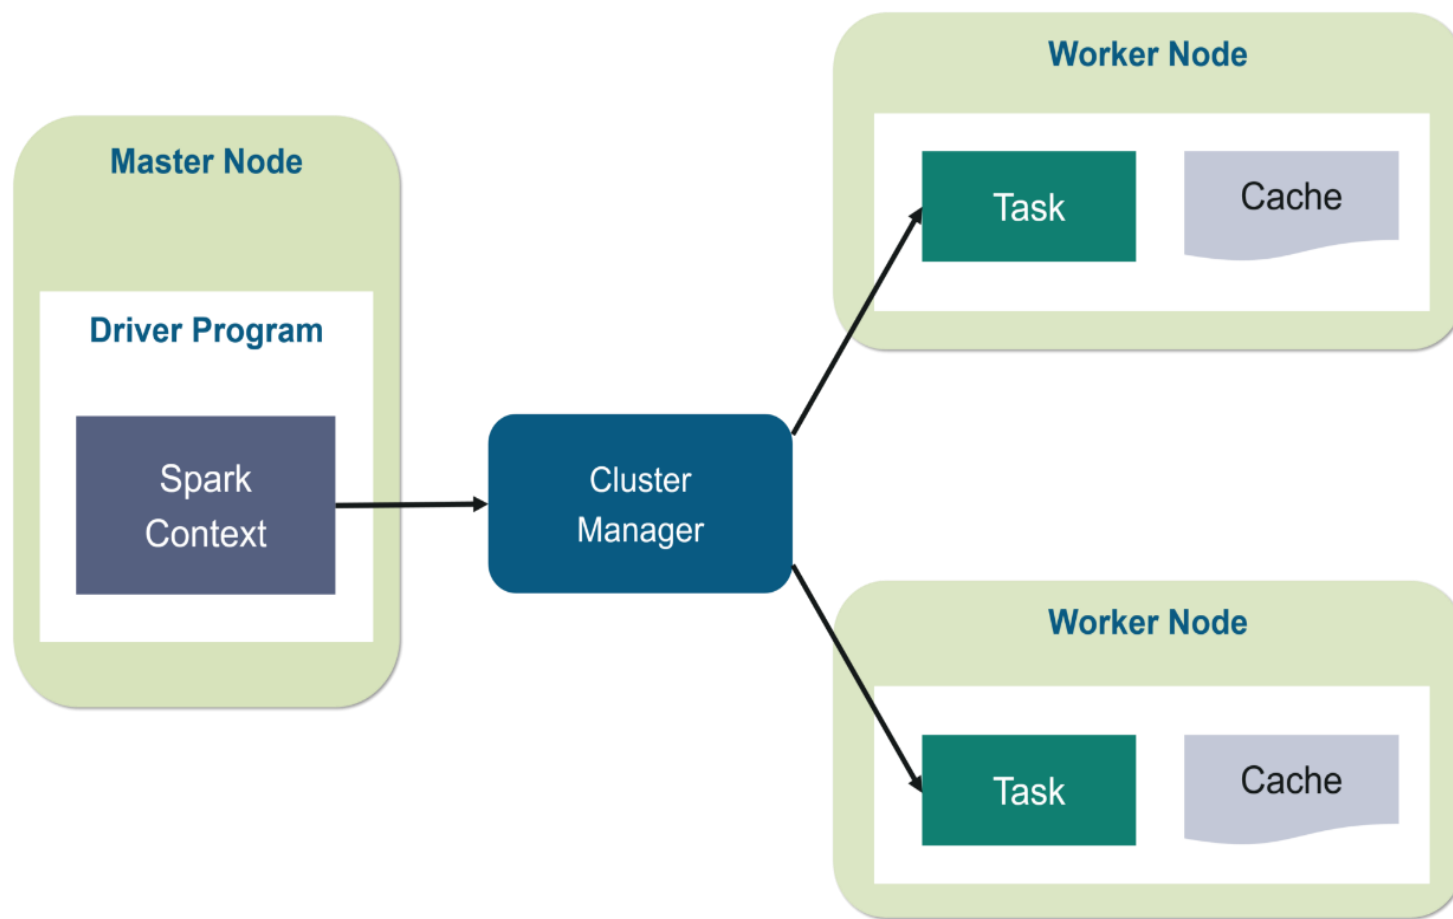 Master Node
Driver Program
Spark
Context
Cluster
Manager
Worker Node
Task
Cache
Worker Node
Task
Cache